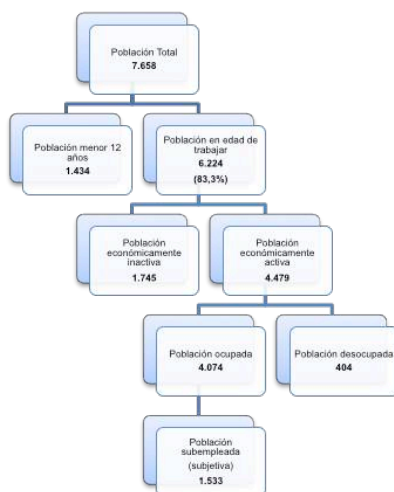 Población Total
7.658
Población menor 12
años
1.434
Población en edad de
trabajar
6.224
(83,3%)
Población
económicamente
inactiva
1.745
Población
económicamente
activa
4.479
Población ocupada
4.074
Población desocupada
404
Población
subempleada
(subjetiva)
1.533